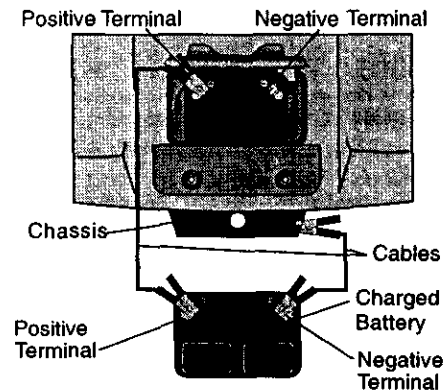 Positive Terminal
Negative Terminal
Chassis
Cables
Charged
Battery
Positive
Terminal
Negative
Terminal